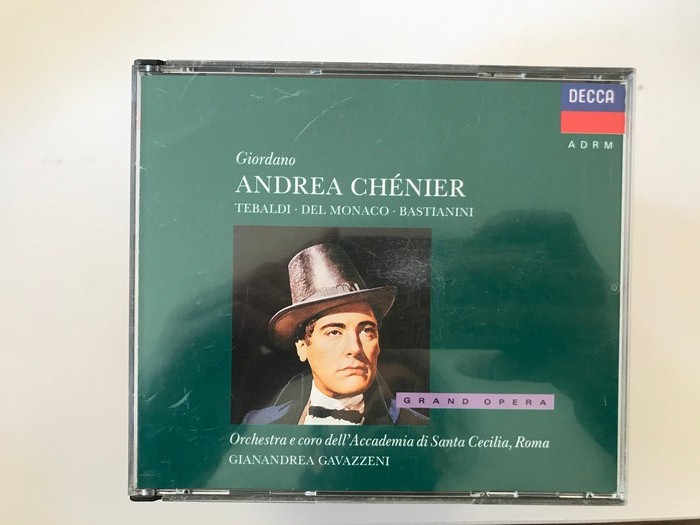 DECCA
ADRM
Giordano
ANDREA CHÉNIER
TEBALDI · DEL MONACO · BASTIANINI
GRAND OPERA
Orchestra e coro dell'Accademia di Santa Cecilia, Roma
GIANANDREA GAVAZZENI